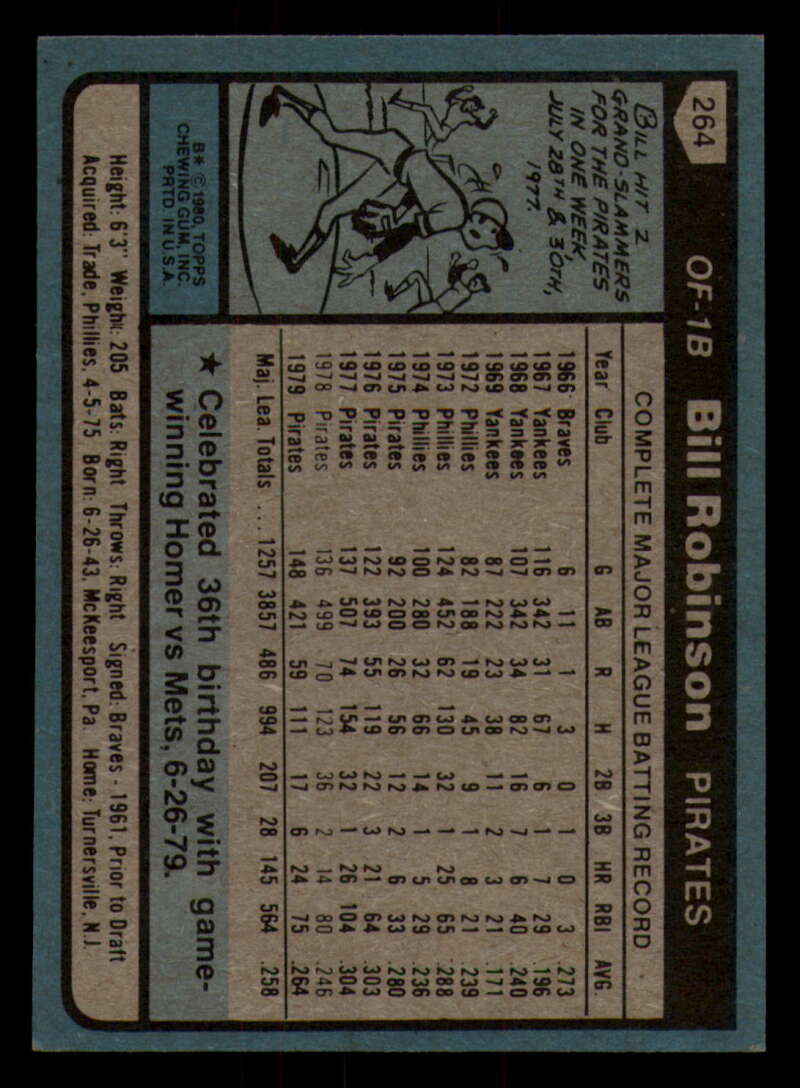 264
OF-1B Bill Robinson PIRATES
BILL HIT 2
GRAND-SLAMMERS
FOR THE PIRATES
IN ONE WEEK,
JULY 28TH & 30TH,
1977.
B* © 1980 TOPPS
CHEWING GUM, INC.
PRTD. IN U.S.A.
COMPLETE MAJOR LEAGUE BATTING RECORD
Year Club G AB R H 2B 3B HR RBI AVG.
1966 Braves 6 11 1 3 0 1 0 3 .273
1967 Yankees 116 342 31 67 6 1 7 29 .196
1968 Yankees 107 342 34 82 16 7 6 40 .240
1969 Yankees 87 222 23 38 11 2 3 21 .171
1972 Phillies 82 188 19 45 9 1 8 21 .239
1973 Phillies 124 452 62 130 32 1 25 65 .288
1974 Phillies 100 280 32 66 14 1 5 29 .236
1975 Pirates 92 200 26 56 12 2 6 33 .280
1976 Pirates 122 393 55 119 22 3 21 64 .303
1977 Pirates 137 507 74 154 32 1 26 104 .304
1978 Pirates 136 499 70 123 36 2 14 80 .246
1979 Pirates 148 421 59 111 17 6 24 75 .264
Maj. Lea. Totals .... 1257 3857 486 994 207 28 145 564 .258
★ Celebrated 36th birthday with game-
winning Homer vs Mets, 6-26-79.
Height: 6'3" Weight: 205 Bats: Right Throws: Right Signed: Braves - 1961, Prior to Draft
Acquired: Trade, Phillies, 4-5-75 Born: 6-26-43, McKeesport, Pa. Home: Turnersville, N.J.